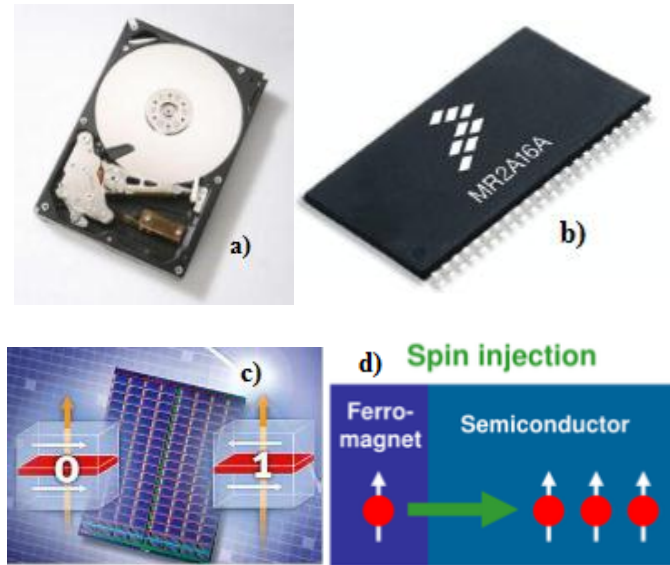 a)
MR2A16A
b)
c)
0
1
d) Spin injection
Ferro-
magnet
Semiconductor